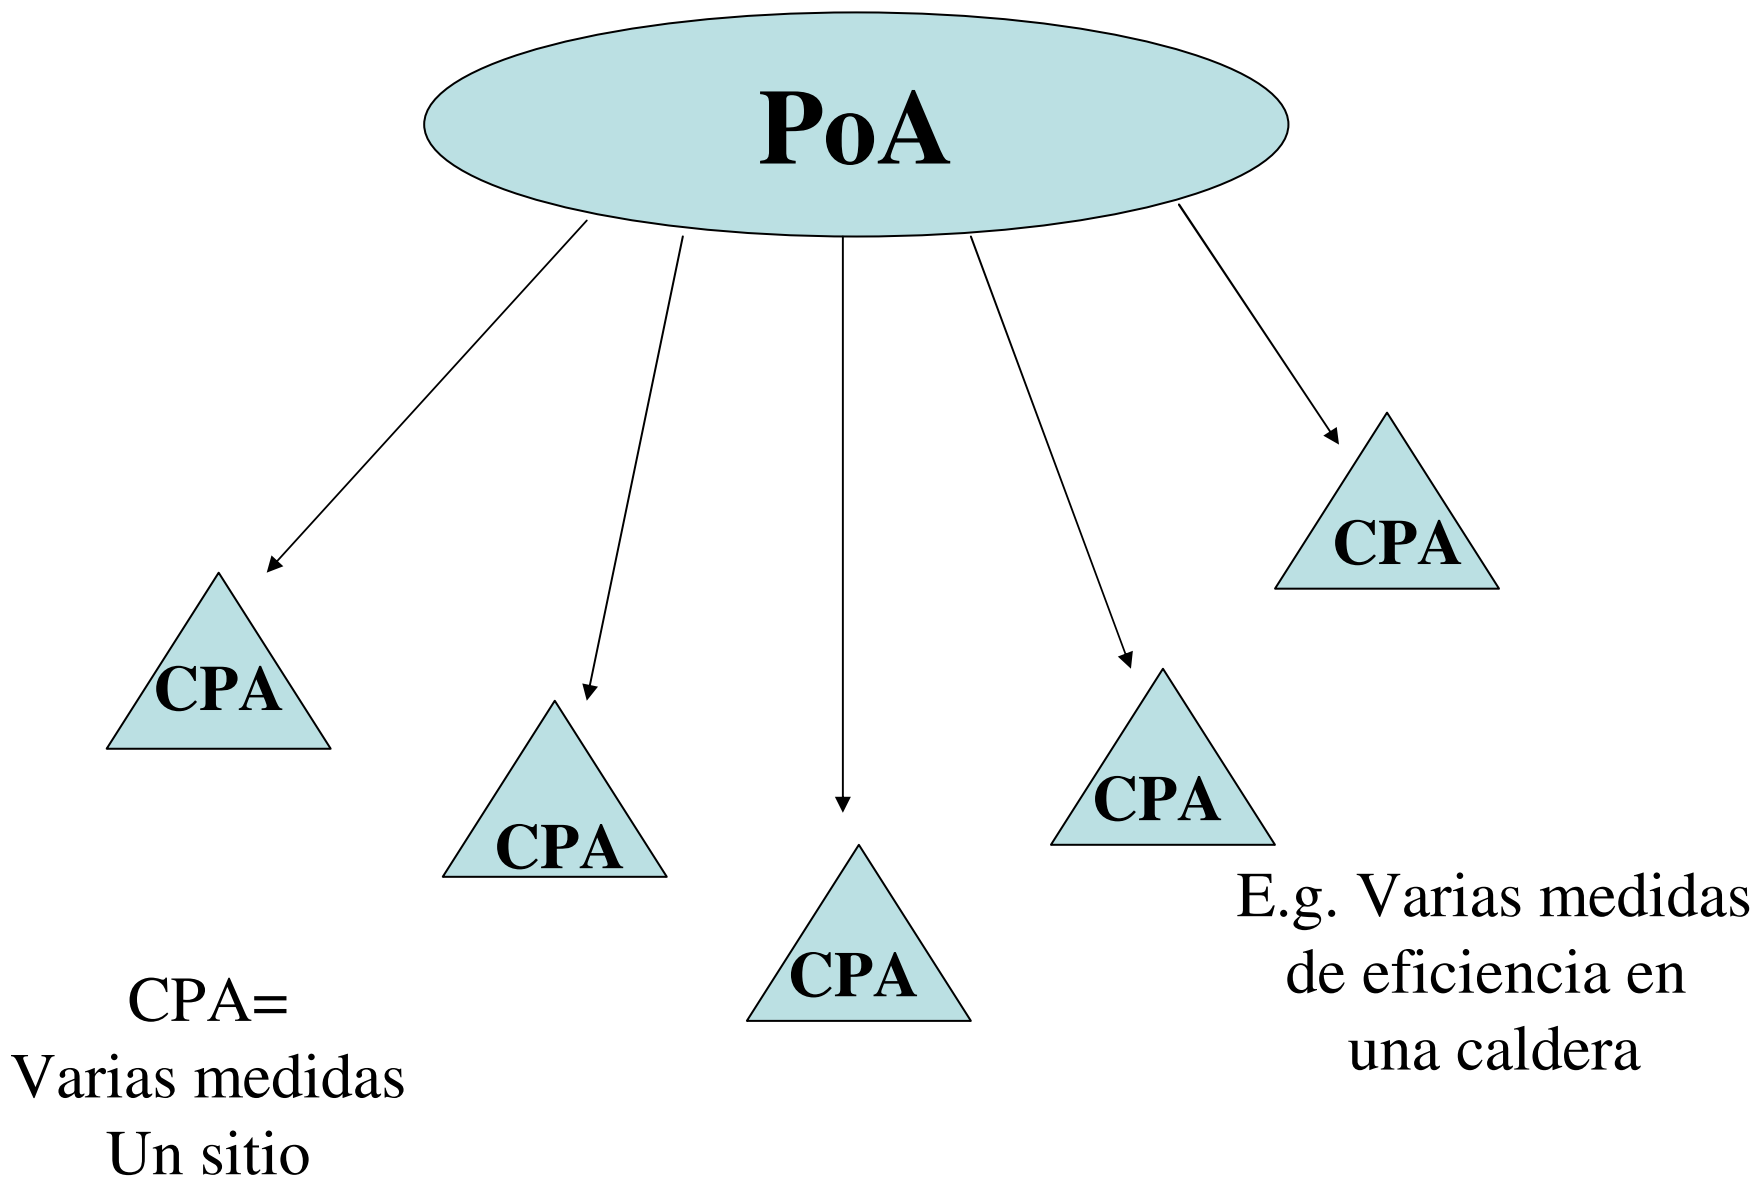 PoA
CPA
CPA
CPA
CPA
CPA
E.g. Varias medidas
de eficiencia en
una caldera
CPA=
Varias medidas
Un sitio